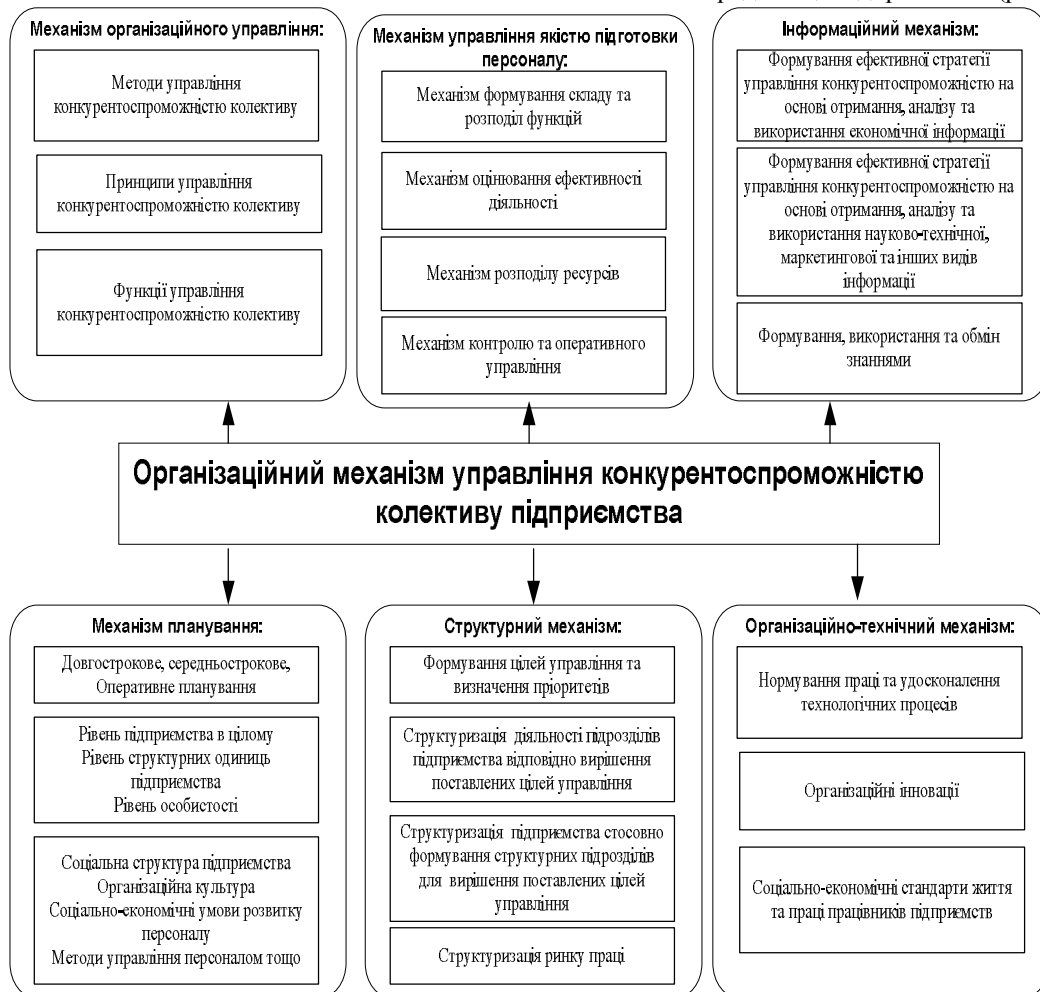 Механізм організаційного управління:
Методи управління
конкурентоспроможністю колективу
Принципи управління
конкурентоспроможністю колективу
Функції управління
конкурентоспроможністю колективу
Механізм управління якістю підготовки
персоналу:
Механізм формування складу та
розподіл функцій
Механізм оцінювання ефективності
діяльності
Механізм розподілу ресурсів
Механізм контролю та оперативного
управління
Інформаційний механізм:
Формування ефективної стратегії
управління конкурентоспроможністю на
основі отримання, аналізу та
використання економічної інформації
Формування ефективної стратегії
управління конкурентоспроможністю на
основі отримання, аналізу та
використання науково-технічної,
маркетингової та інших видів
інформації
Формування, використання та обмін
знаннями
Організаційний механізм управління конкурентоспроможністю
колективу підприємства
Механізм планування:
Довгострокове, середньострокове,
Оперативне планування
Рівень підприємства в цілому
Рівень структурних одиниць
підприємства
Рівень особистості
Соціальна структура підприємства
Організаційна культура
Соціально-економічні умови розвитку
персоналу
Методи управління персоналом тощо
Структурний механізм:
Формування цілей управління та
визначення пріоритетів
Структуризація діяльності підрозділів
підприємства відповідно вирішення
поставлених цілей управління
Структуризація підприємства стосовно
формування структурних підрозділів
для вирішення поставлених цілей
управління
Структуризація ринку праці
Організаційно-технічний механізм:
Нормування праці та удосконалення
технологічних процесів
Організаційні інновації
Соціально-економічні стандарти життя
та праці працівників підприємств